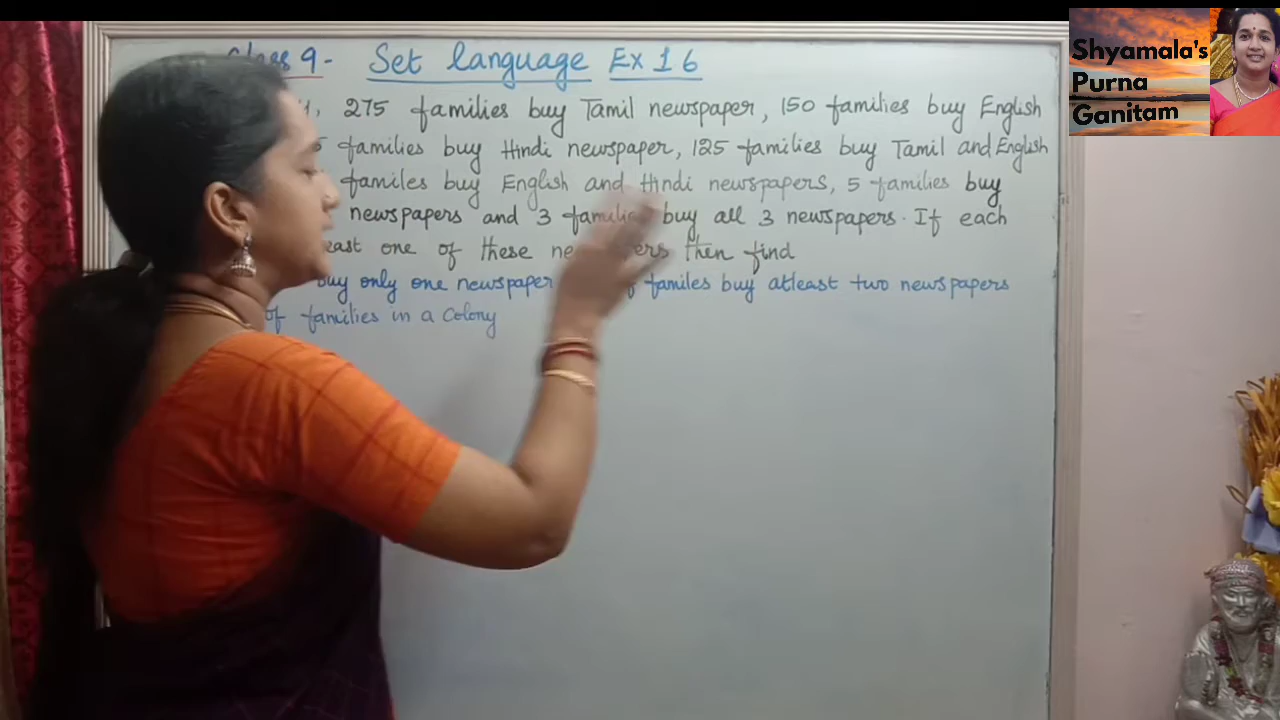 Class 9- Set language Ex 1.6
275 families buy Tamil newspaper, 150 families buy English
families buy Hindi newspaper, 125 families buy Tamil and English
familes buy English and Hindi newspapers, 5 families buy
newspapers and 3 families buy all 3 newspapers. If each
one of these then find
buy only one newspaper familes buy atleast two newspapers
of families in a Colony
Shyamala's
Purna
Ganitam